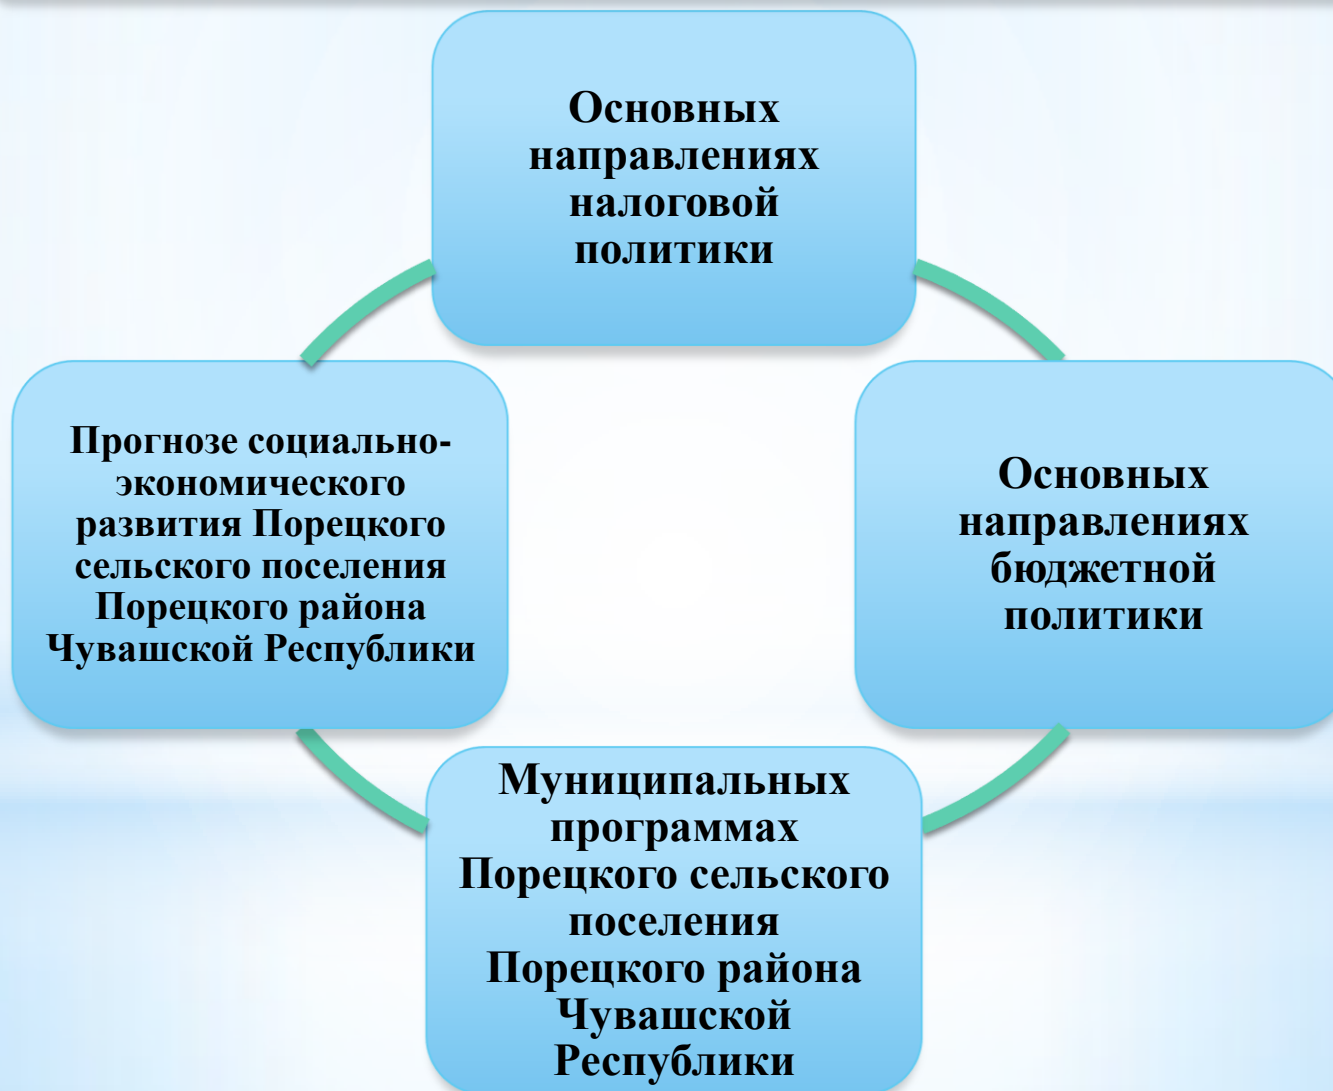 Основных
направлениях
налоговой
политики
Прогнозе социально-
экономического
развития Порецкого
сельского поселения
Порецкого района
Чувашской Республики
Основных
направлениях
бюджетной
политики
Муниципальных
программах
Порецкого сельского
поселения
Порецкого района
Чувашской
Республики